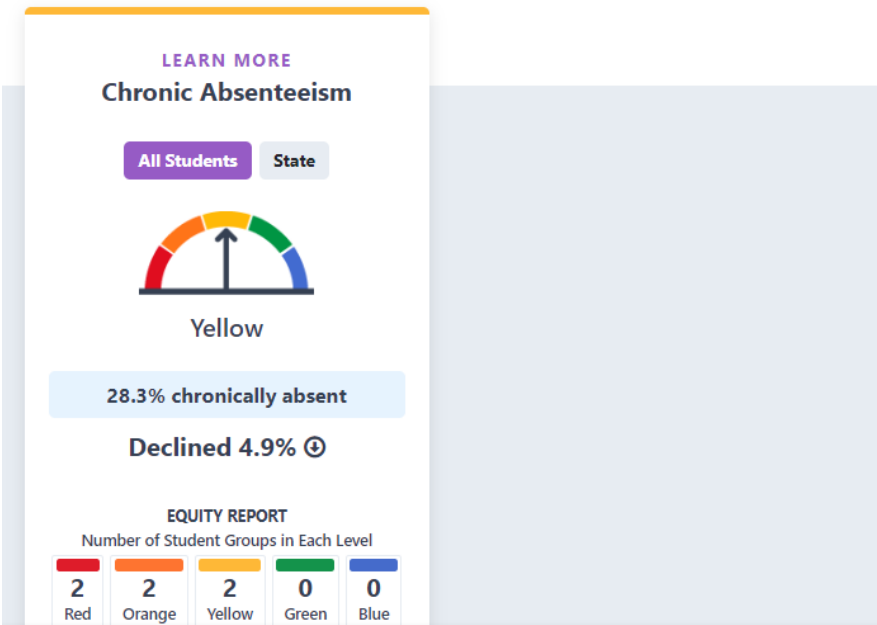 LEARN MORE
Chronic Absenteeism
All Students State
Yellow
28.3% chronically absent
Declined 4.9%
EQUITY REPORT
Number of Student Groups in Each Level
2 2 2 0 0
Red Orange Yellow Green Blue